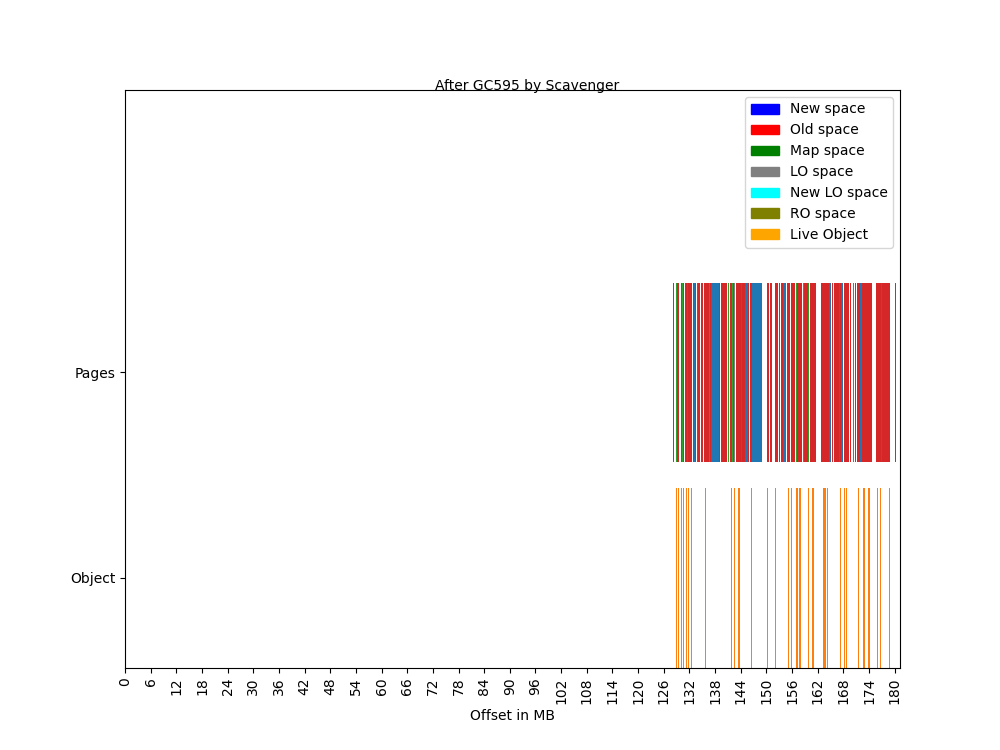 After GC595 by Scavenger
New space
Old space
Map space
LO space
New LO space
RO space
Live Object
Pages
Object
0 6 12 18 24 30 36 42 48 54 60 66 72 78 84 90 96 102 108 114 120 126 132 138 144 150 156 162 168 174 180
Offset in MB